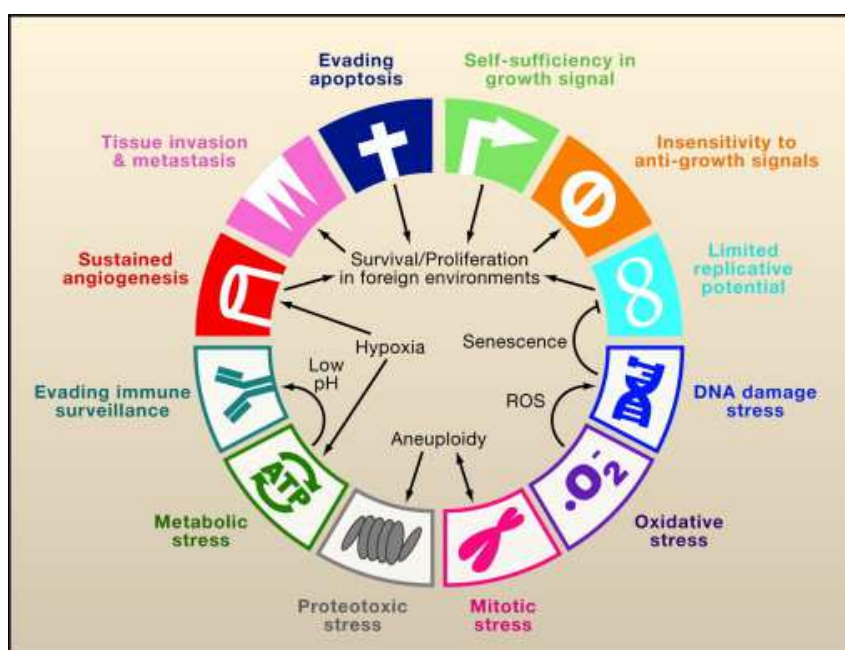 Evading
apoptosis
Self-sufficiency in
growth signal
Tissue invasion
& metastasis
Insensitivity to
anti-growth signals
Sustained
angiogenesis
Survival/Proliferation
in foreign environments
Limited
replicative
potential
Hypoxia
Senescence
Low
pH
Evading immune
surveillance
ROS
DNA damage
stress
Aneuploidy
ATP
·O2-
Metabolic
stress
Oxidative
stress
Proteotoxic
stress
Mitotic
stress